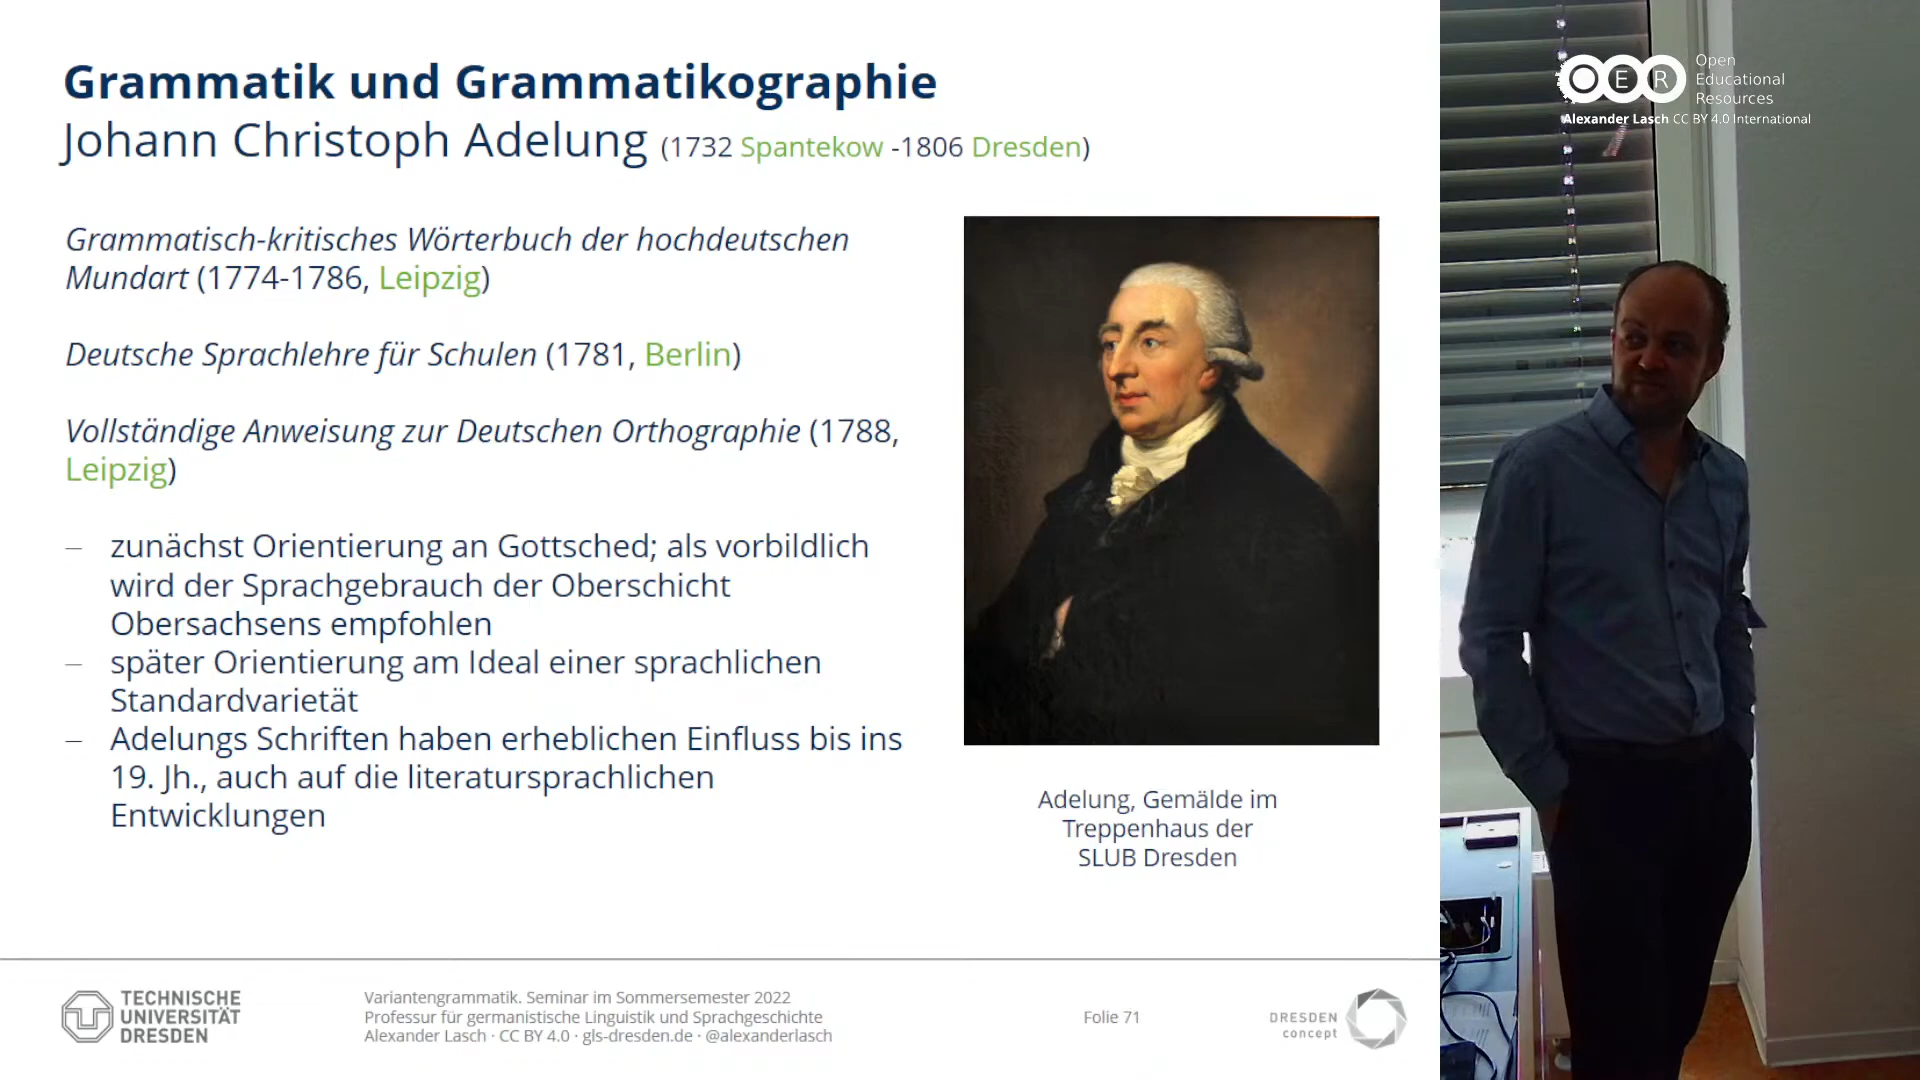 Grammatik und Grammatikographie
Johann Christoph Adelung (1732 Spantekow -1806 Dresden)
Grammatisch-kritisches Wörterbuch der hochdeutschen
Mundart (1774-1786, Leipzig)
Deutsche Sprachlehre für Schulen (1781, Berlin)
Vollständige Anweisung zur Deutschen Orthographie (1788,
Leipzig)
– zunächst Orientierung an Gottsched; als vorbildlich
wird der Sprachgebrauch der Oberschicht
Obersachsens empfohlen
– später Orientierung am Ideal einer sprachlichen
Standardvarietät
– Adelungs Schriften haben erheblichen Einfluss bis ins
19. Jh., auch auf die literatursprachlichen
Entwicklungen
Adelung, Gemälde im
Treppenhaus der
SLUB Dresden
TECHNISCHE
UNIVERSITÄT
DRESDEN
Variantengrammatik. Seminar im Sommersemester 2022
Professur für germanistische Linguistik und Sprachgeschichte
Alexander Lasch · CC BY 4.0 · gls-dresden.de · @alexanderlasch
Folie 71
DRESDEN
concept
OER
Open
Educational
Resources
Alexander Lasch CC BY 4.0 International